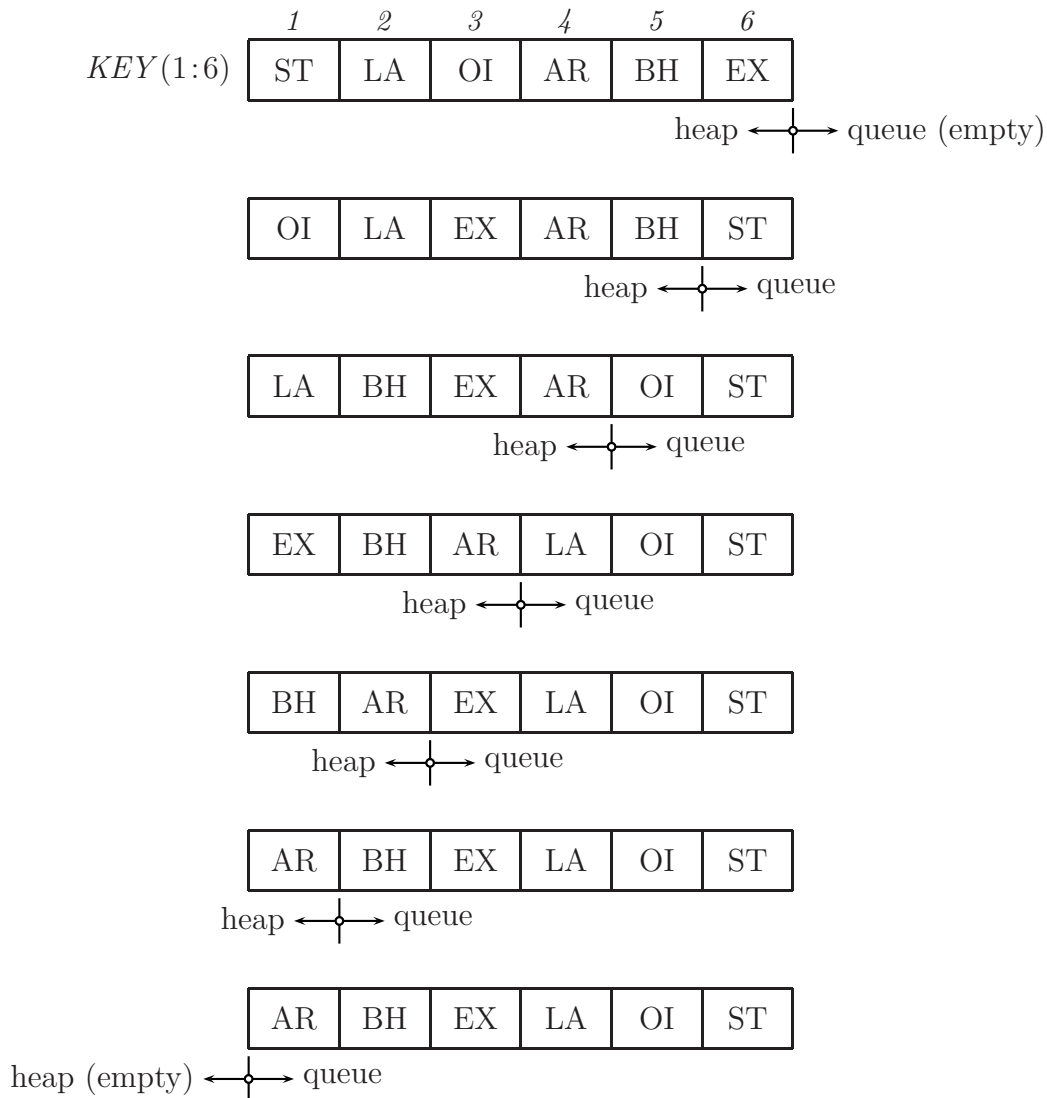 1 2 3 4 5 6
KEY(1:6) ST LA OI AR BH EX
heap queue (empty)
OI LA EX AR BH ST
heap queue
LA BH EX AR OI ST
heap queue
EX BH AR LA OI ST
heap queue
BH AR EX LA OI ST
heap queue
AR BH EX LA OI ST
heap queue
AR BH EX LA OI ST
heap (empty) queue